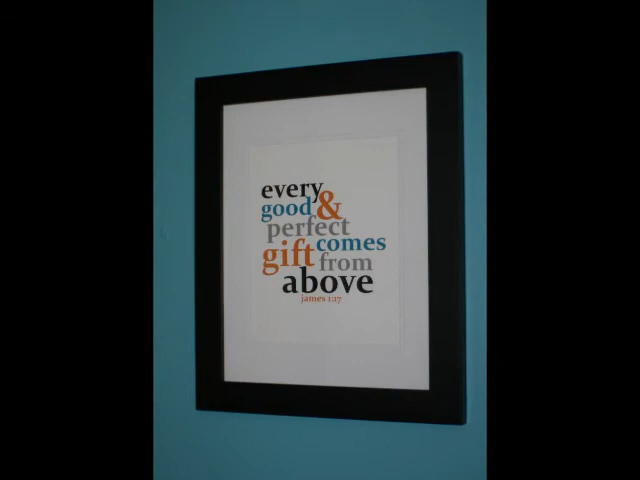 every
good &
perfect
gift comes
from
above
james 1:17